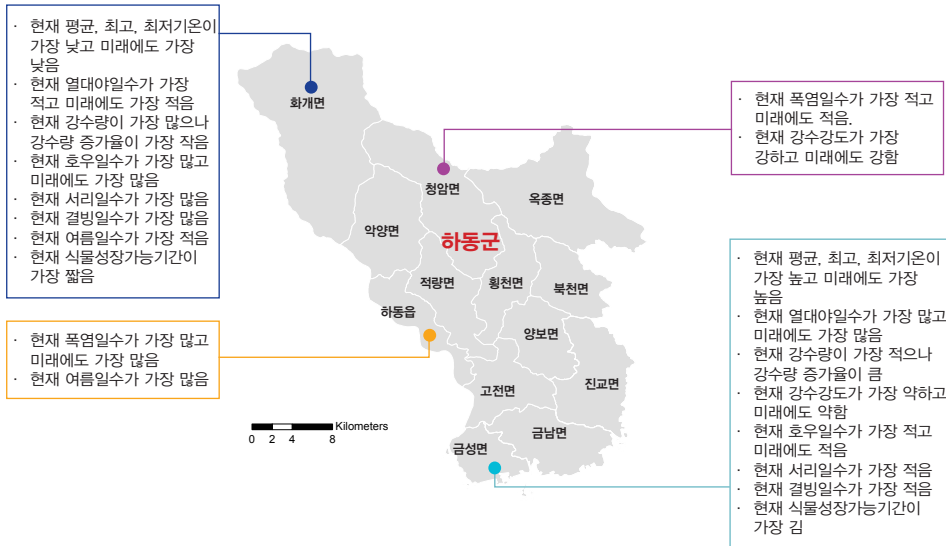 · 현재 평균, 최고, 최저기온이
가장 낮고 미래에도 가장
낮음
· 현재 열대야일수가 가장
적고 미래에도 가장 적음
· 현재 강수량이 가장 많으나
강수량 증가율이 가장 작음
· 현재 호우일수가 가장 많고
미래에도 가장 많음
· 현재 서리일수가 가장 많음
· 현재 결빙일수가 가장 많음
· 현재 여름일수가 가장 적음
· 현재 식물성장가능기간이
가장 짧음
· 현재 폭염일수가 가장 많고
미래에도 가장 많음
· 현재 여름일수가 가장 많음
화개면
청암면
옥종면
악양면
하동군
적량면
횡천면
북천면
하동읍
양보면
고전면
진교면
금남면
금성면
Kilometers
0 2 4 8
· 현재 폭염일수가 가장 적고
미래에도 적음.
· 현재 강수강도가 가장
강하고 미래에도 강함
· 현재 평균, 최고, 최저기온이
가장 높고 미래에도 가장
높음
· 현재 열대야일수가 가장 많고
미래에도 가장 많음
· 현재 강수량이 가장 적으나
강수량 증가율이 큼
· 현재 강수강도가 가장 약하고
미래에도 약함
· 현재 호우일수가 가장 적고
미래에도 적음
· 현재 서리일수가 가장 적음
· 현재 결빙일수가 가장 적음
· 현재 식물성장가능기간이
가장 김